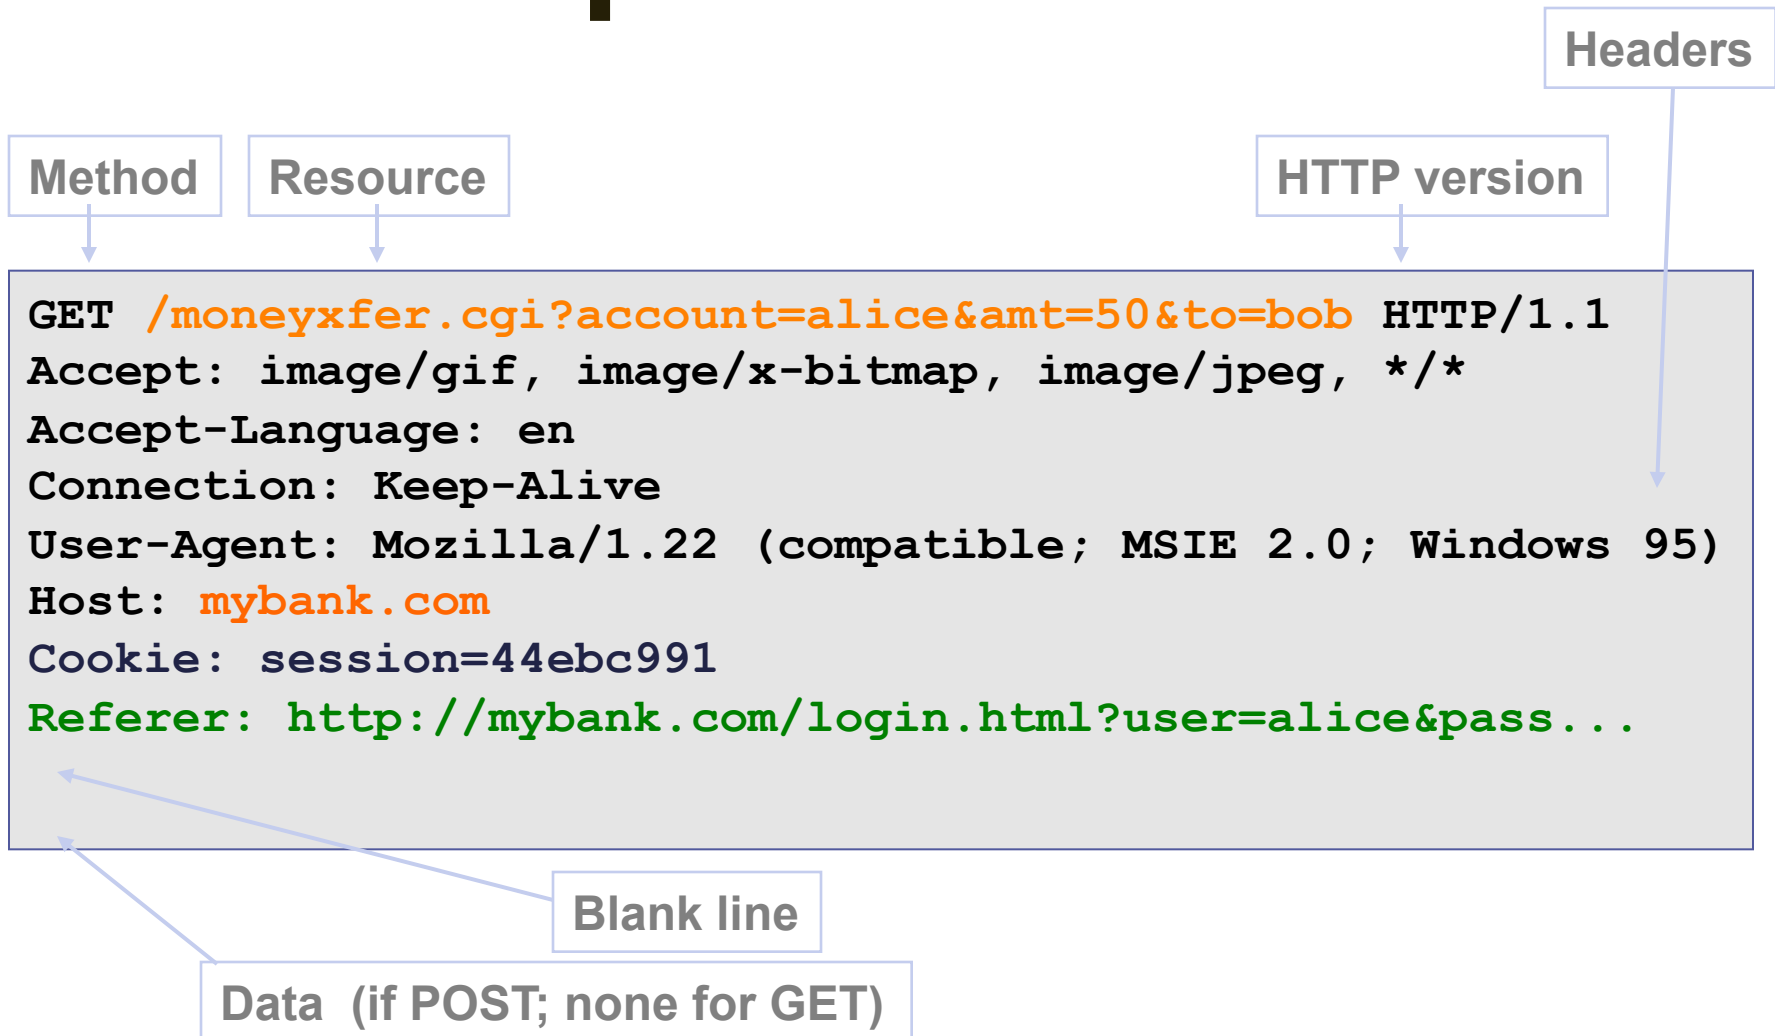 Headers
Method
Resource
HTTP version
GET /moneyxfer.cgi?account=alice&amt=50&to=bob HTTP/1.1
Accept: image/gif, image/x-bitmap, image/jpeg, */*
Accept-Language: en
Connection: Keep-Alive
User-Agent: Mozilla/1.22 (compatible; MSIE 2.0; Windows 95)
Host: mybank.com
Cookie: session=44ebc991
Referer: http://mybank.com/login.html?user=alice&pass...
Blank line
Data (if POST; none for GET)